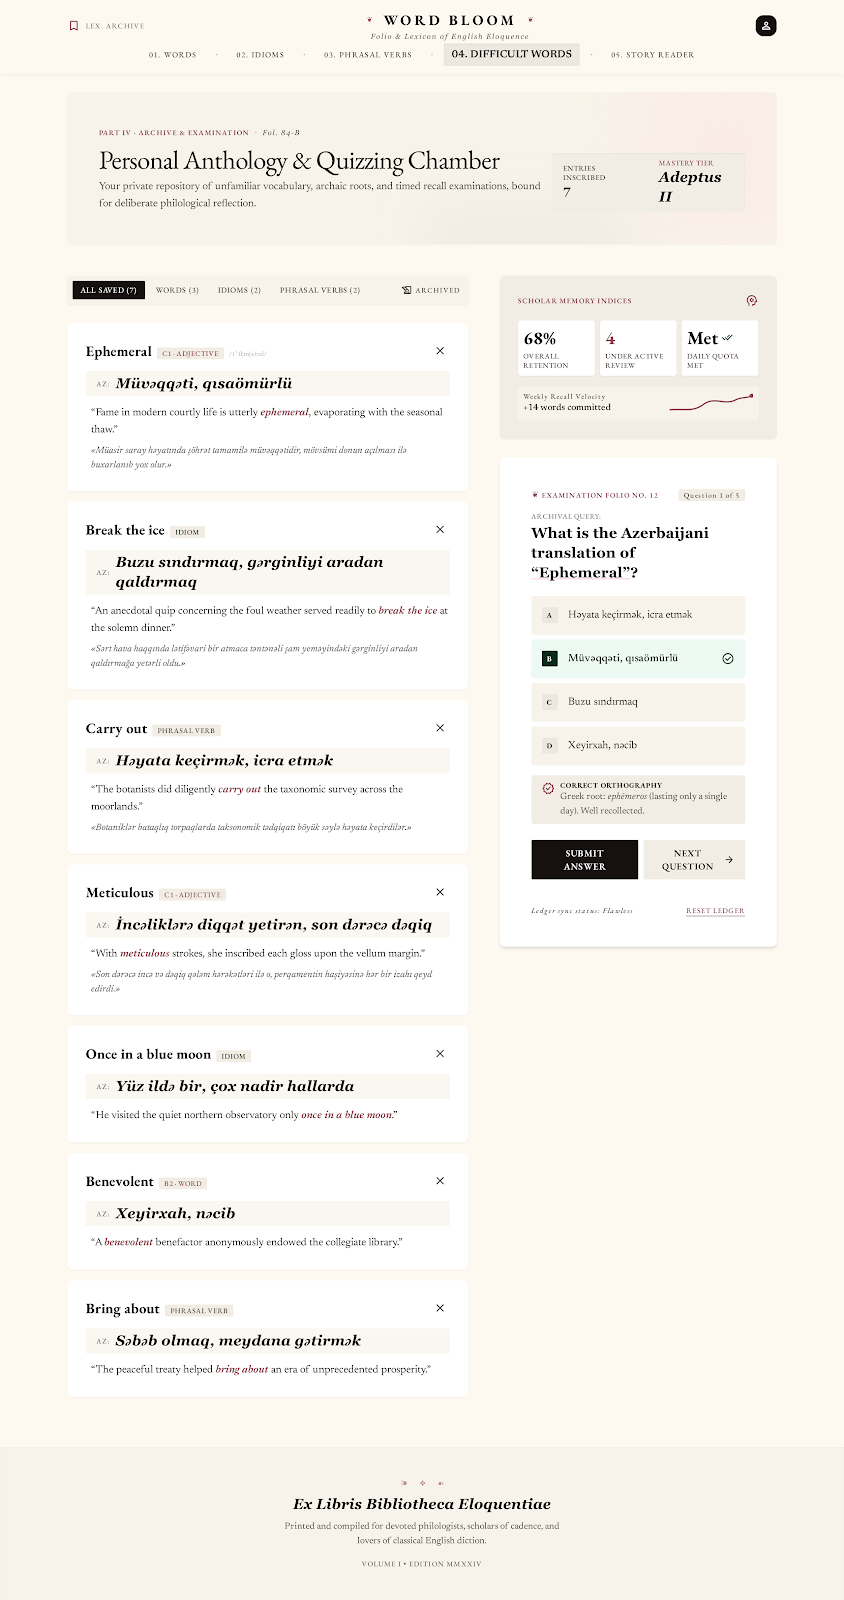 LEX. ARCHIVE
WORD BLOOM
Folio & Lexicon of English Eloquence
01. WORDS
02. IDIOMS
03. PHRASAL VERBS
04. DIFFICULT WORDS
05. STORY READER
PART IV · ARCHIVE & EXAMINATION • Fol. 84-B
Personal Anthology & Quizzing Chamber
Your private repository of unfamiliar vocabulary, archaic roots, and timed recall examinations, bound
for deliberate philological reflection.
ENTRIES
INSCRIBED
7
MASTERY TIER
Adeptus
II
ALL SAVED (7)
WORDS (3)
IDIOMS (2)
PHRASAL VERBS (2)
ARCHIVED
Ephemeral C1 · ADJECTIVE
AZ: Müvəqqəti, qısaömürlü
“Fame in modern courtly life is utterly ephemeral, evaporating with the seasonal
thaw.”
«Müasir saray həyatında şöhrət tamamilə müvəqqətidir, mövsümi donun açılması ilə
buxarlanıb yox olur.»
Break the ice IDIOM
AZ: Buzu sındırmaq, gərginliyi aradan
qaldırmaq
“An anecdotal quip concerning the foul weather served readily to break the ice at
the solemn dinner.”
«Sərt hava haqqında lətifəvari bir atmaca təntənəli şam yeməyindəki gərginliyi aradan
qaldırmağa yetərli oldu.»
Carry out PHRASAL VERB
AZ: Həyata keçirmək, icra etmək
“The botanists did diligently carry out the taxonomic survey across the
moorlands.”
«Botaniklər bataqlıq torpaqlarda taksonomik tədqiqatı böyük səylə həyata keçirdilər.»
Meticulous C1 · ADJECTIVE
AZ: İncəliklərə diqqət yetirən, son dərəcə dəqiq
“With meticulous strokes, she inscribed each gloss upon the vellum margin.”
«Son dərəcə incə və dəqiq qələm hərəkətləri ilə o, perqamentin haşiyəsinə hər bir izahı qeyd
edirdi.»
Once in a blue moon IDIOM
AZ: Yüz ildə bir, çox nadir hallarda
“He visited the quiet northern observatory only once in a blue moon.”
Benevolent B2 · WORD
AZ: Xeyirxah, nəcib
“A benevolent benefactor anonymously endowed the collegiate library.”
Bring about PHRASAL VERB
AZ: Səbəb olmaq, meydana gətirmək
“The peaceful treaty helped bring about an era of unprecedented prosperity.”
SCHOLAR MEMORY INDICES
68%
OVERALL
RETENTION
4
UNDER ACTIVE
REVIEW
Met
DAILY QUOTA
MET
Weekly Recall Velocity
+14 words committed
EXAMINATION FOLIO NO. 12
Question 1 of 5
ARCHIVAL QUERY:
What is the Azerbaijani
translation of
“Ephemeral”?
A Həyata keçirmək, icra etmək
B Müvəqqəti, qısaömürlü
C Buzu sındırmaq
D Xeyirxah, nəcib
CORRECT ORTHOGRAPHY
Greek root: ephēmeros (lasting only a single
day). Well recollected.
SUBMIT
ANSWER
NEXT
QUESTION
Ledger sync status: Flawless
RESET LEDGER
Ex Libris Bibliotheca Eloquentiae
Printed and compiled for devoted philologists, scholars of cadence, and
lovers of classical English diction.
VOLUME I • EDITION MMXXIV